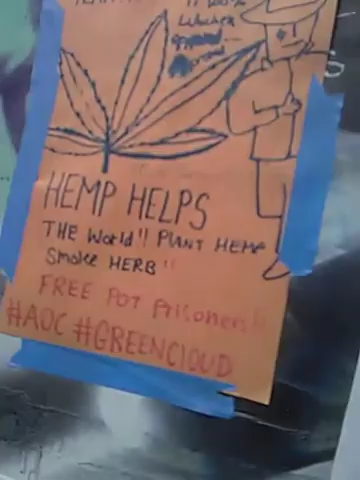 HEMP HELPS
THE World!! PLANT HEMP
SmoKe HERB!!
FREE POT Prisoners!!
#AOC #GREENCLOUD